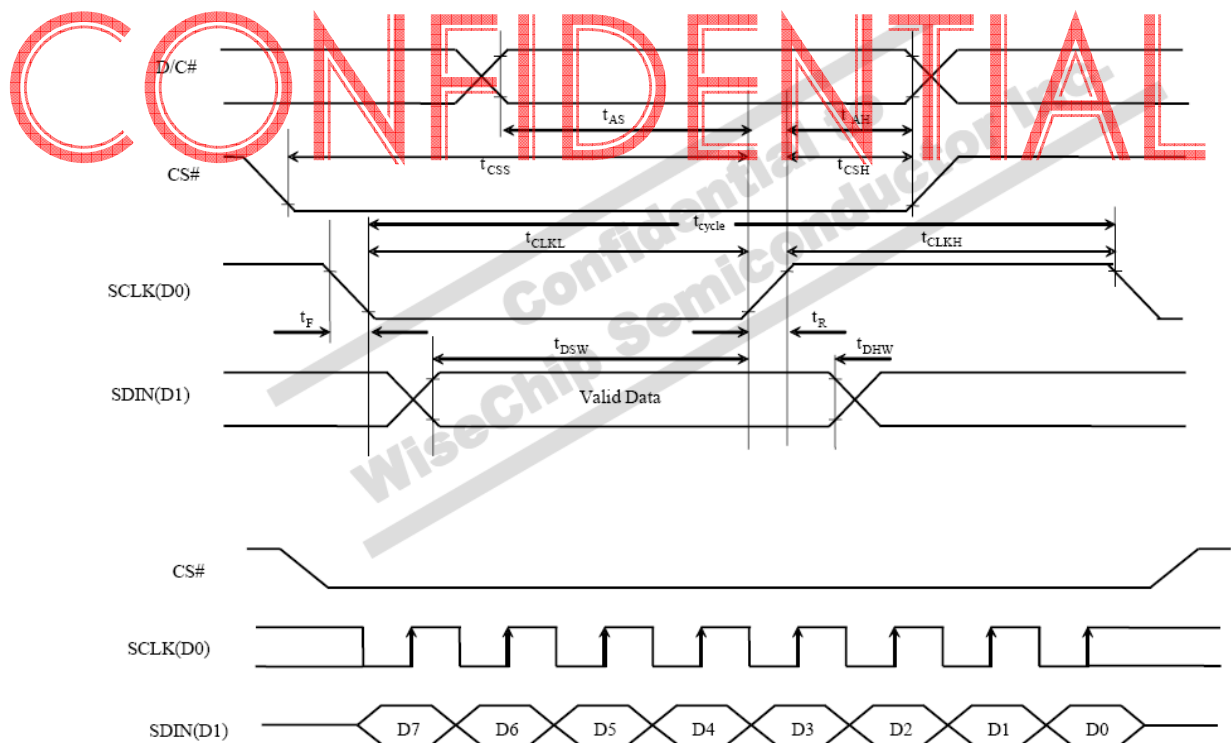 CONFIDENTIAL
D/C#
tAS
tAH
CS#
tCSS
tCSH
tcycle
tCLKL
tCLKH
SCLK(D0)
tF
tR
tDSW
tDHW
SDIN(D1)
Valid Data
Confidential to
WiseChip Semiconductor Inc.
CS#
SCLK(D0)
SDIN(D1)
D7
D6
D5
D4
D3
D2
D1
D0